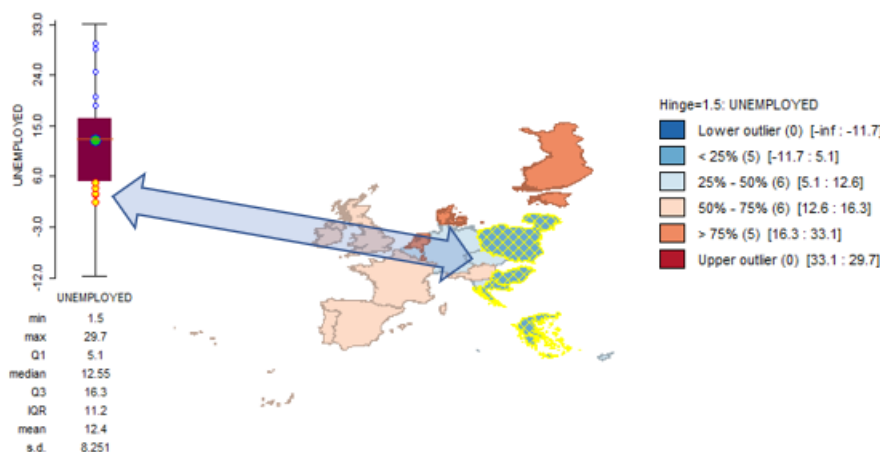 33.0
24.0
15.0
6.0
-3.0
-12.0
UNEMPLOYED
UNEMPLOYED
min 1.5
max 29.7
Q1 5.1
median 12.55
Q3 16.3
IQR 11.2
mean 12.4
s.d. 8.251
Hinge=1.5: UNEMPLOYED
Lower outlier (0) [-inf : -11.7]
< 25% (5) [-11.7 : 5.1]
25% - 50% (6) [5.1 : 12.6]
50% - 75% (6) [12.6 : 16.3]
> 75% (5) [16.3 : 33.1]
Upper outlier (0) [33.1 : 29.7]